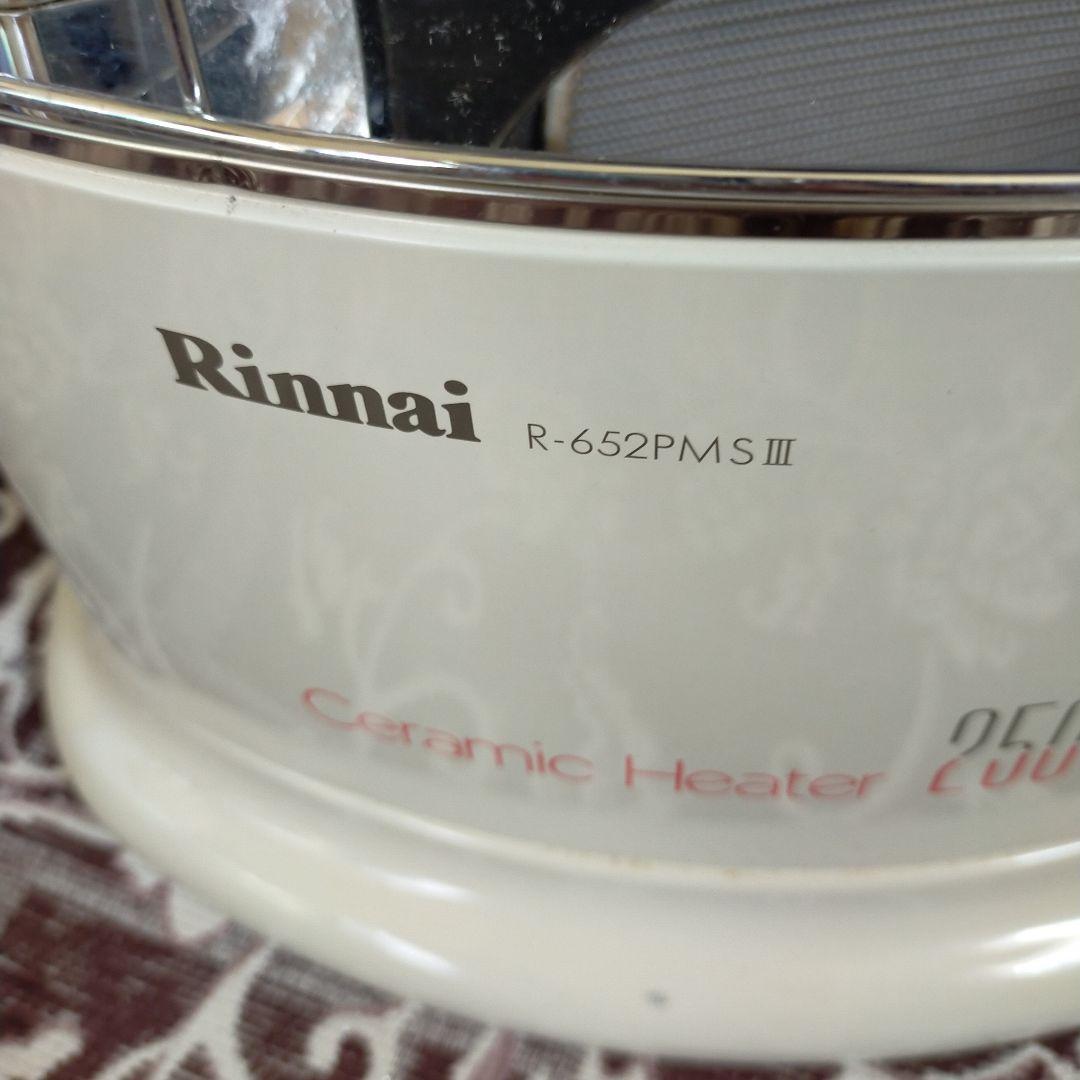 Rinnai R-652PMSⅢ
Ceramic Heater